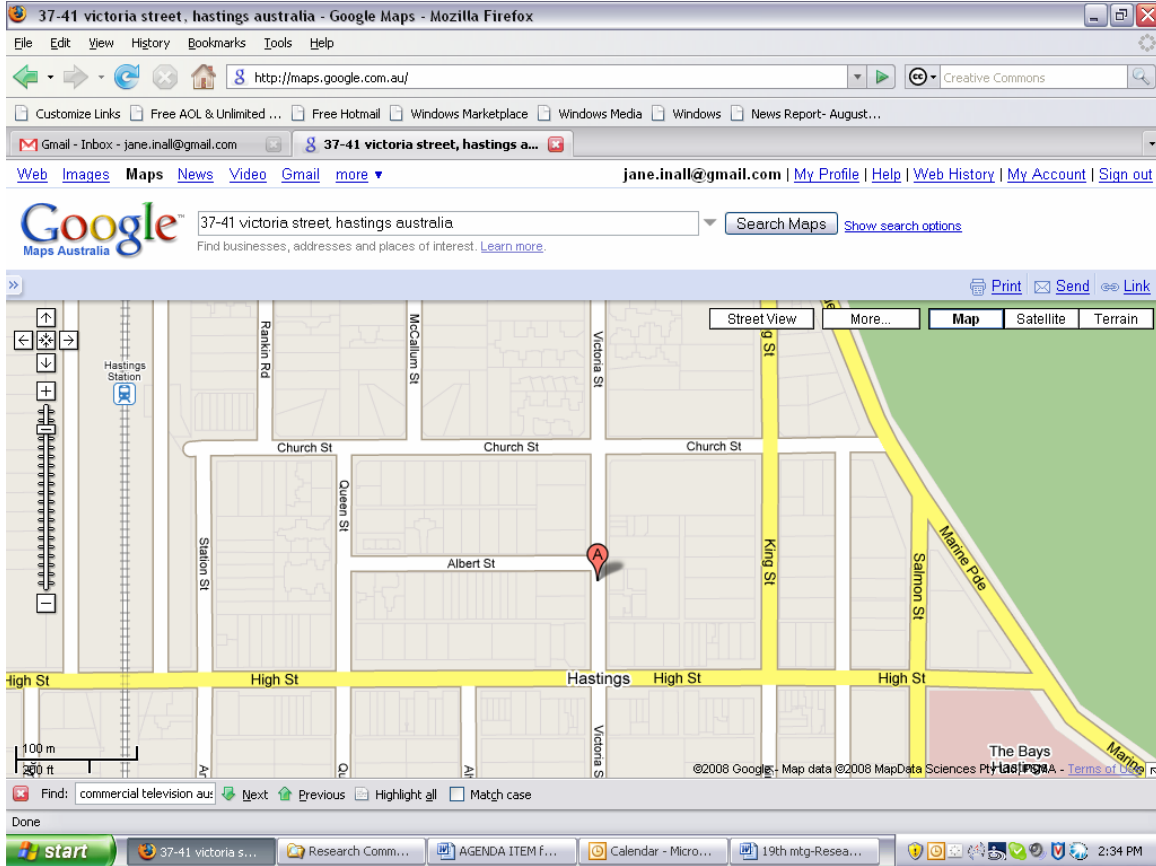 37-41 victoria street, hastings australia - Google Maps - Mozilla Firefox
File Edit View History Bookmarks Tools Help
http://maps.google.com.au/ Creative Commons
Customize Links Free AOL & Unlimited ... Free Hotmail Windows Marketplace Windows Media Windows News Report- August...
Gmail - Inbox - jane.inall@gmail.com 37-41 victoria street, hastings a...
Web Images Maps News Video Gmail more ▼ jane.inall@gmail.com | My Profile | Help | Web History | My Account | Sign out
Google™ Maps Australia
37-41 victoria street, hastings australia Search Maps Show search options
Find businesses, addresses and places of interest. Learn more.
» Print Send Link
Street View More... Map Satellite Terrain
Hastings Station
Rankin Rd
McCallum St
Victoria St
g St
Church St Church St Church St
Queen St
Station St
Albert St
A
King St
Salmon St
Marine Pde
High St High St Hastings High St High St
Victoria S
The Bays Hastings
Marine
100 m
200 ft
©2008 Google - Map data ©2008 MapData Sciences Pty Ltd, PSMA - Terms of Use
Find: commercial television aus Next Previous Highlight all Match case
Done
start 37-41 victoria s... Research Comm... AGENDA ITEM f... Calendar - Micro... 19th mtg-Resea... 2:34 PM